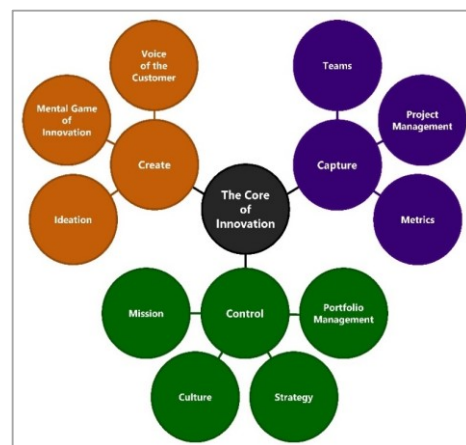 Voice
of the
Customer
Mental Game
of
Innovation
Create
Ideation
Teams
Project
Management
Capture
Metrics
The Core
of
Innovation
Mission
Control
Portfolio
Management
Culture
Strategy